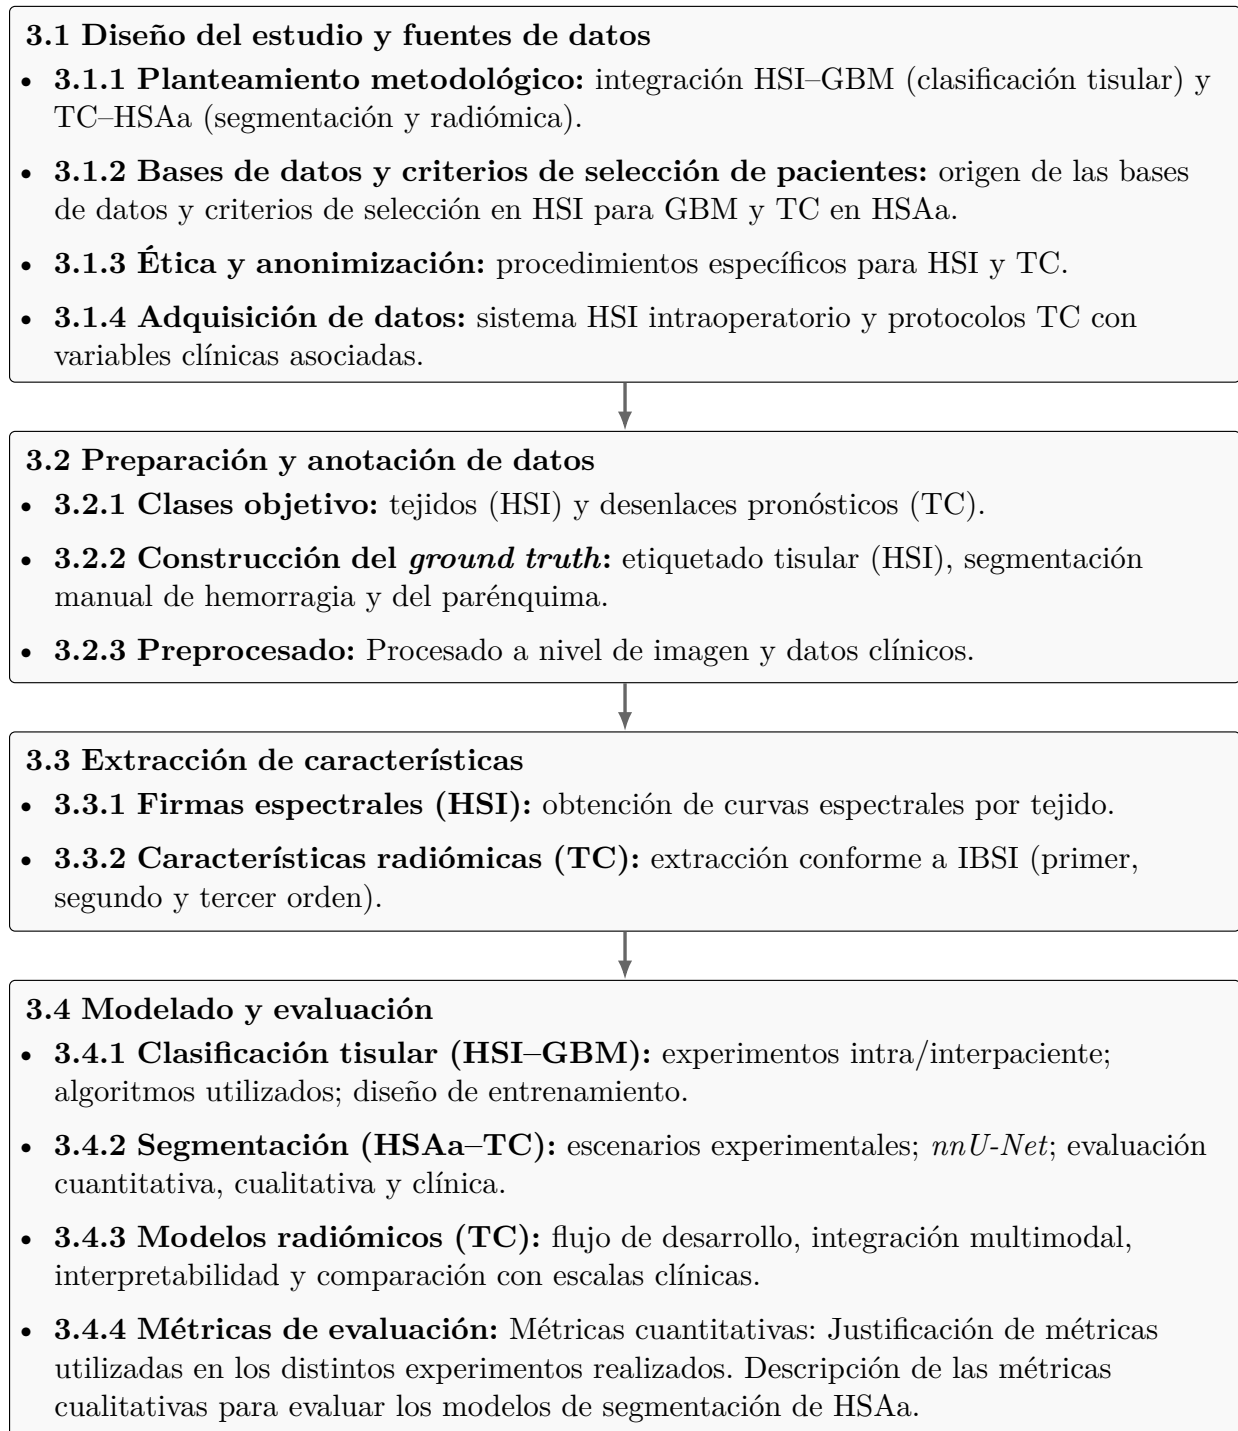 3.1 Diseño del estudio y fuentes de datos
• 3.1.1 Planteamiento metodológico: integración HSI–GBM (clasificación tisular) y
TC–HSAa (segmentación y radiómica).
• 3.1.2 Bases de datos y criterios de selección de pacientes: origen de las bases
de datos y criterios de selección en HSI para GBM y TC en HSAa.
• 3.1.3 Ética y anonimización: procedimientos específicos para HSI y TC.
• 3.1.4 Adquisición de datos: sistema HSI intraoperatorio y protocolos TC con
variables clínicas asociadas.
3.2 Preparación y anotación de datos
• 3.2.1 Clases objetivo: tejidos (HSI) y desenlaces pronósticos (TC).
• 3.2.2 Construcción del ground truth: etiquetado tisular (HSI), segmentación
manual de hemorragia y del parénquima.
• 3.2.3 Preprocesado: Procesado a nivel de imagen y datos clínicos.
3.3 Extracción de características
• 3.3.1 Firmas espectrales (HSI): obtención de curvas espectrales por tejido.
• 3.3.2 Características radiómicas (TC): extracción conforme a IBSI (primer,
segundo y tercer orden).
3.4 Modelado y evaluación
• 3.4.1 Clasificación tisular (HSI–GBM): experimentos intra/interpaciente;
algoritmos utilizados; diseño de entrenamiento.
• 3.4.2 Segmentación (HSAa–TC): escenarios experimentales; nnU-Net; evaluación
cuantitativa, cualitativa y clínica.
• 3.4.3 Modelos radiómicos (TC): flujo de desarrollo, integración multimodal,
interpretabilidad y comparación con escalas clínicas.
• 3.4.4 Métricas de evaluación: Métricas cuantitativas: Justificación de métricas
utilizadas en los distintos experimentos realizados. Descripción de las métricas
cualitativas para evaluar los modelos de segmentación de HSAa.